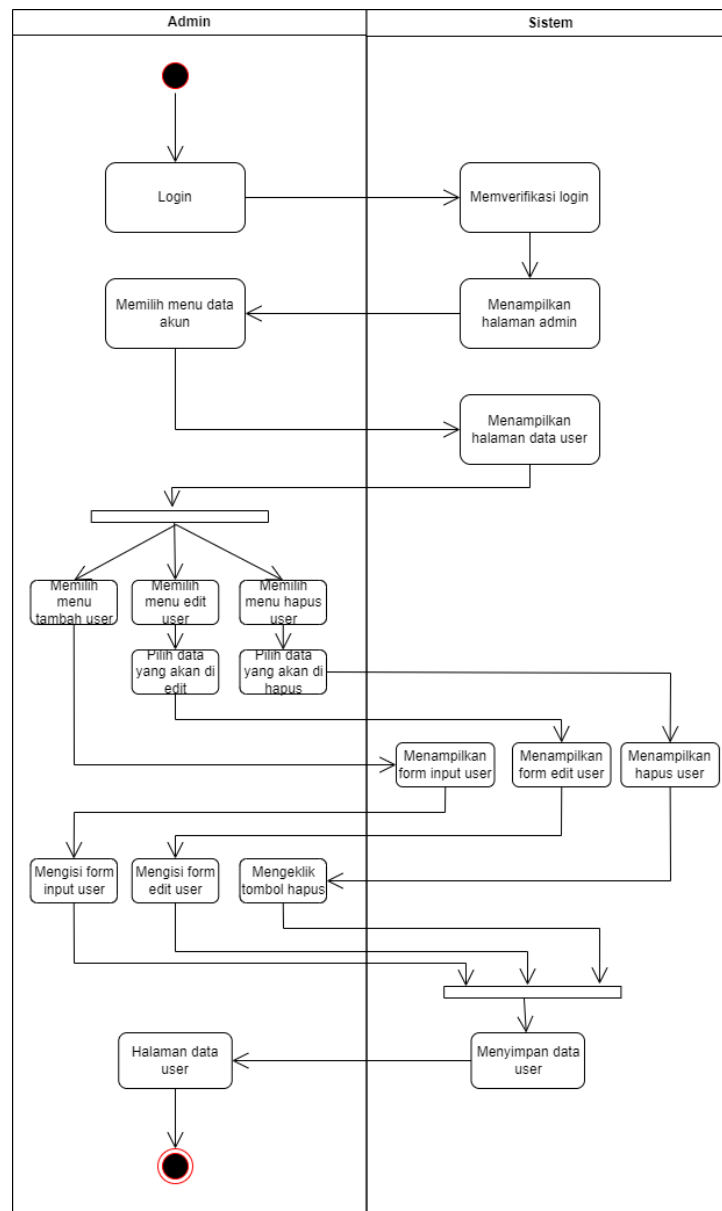 Admin
Sistem
Login
Memverifikasi login
Memilih menu data
akun
Menampilkan
halaman admin
Menampilkan
halaman data user
Memilih
menu
tambah user
Memilih
menu edit
user
Memilih
menu hapus
user
Pilih data
yang akan di
edit
Pilih data
yang akan di
hapus
Menampilkan
form input user
Menampilkan
form edit user
Menampilkan
hapus user
Mengisi form
input user
Mengisi form
edit user
Mengeklik
tombol hapus
Halaman data
user
Menyimpan data
user